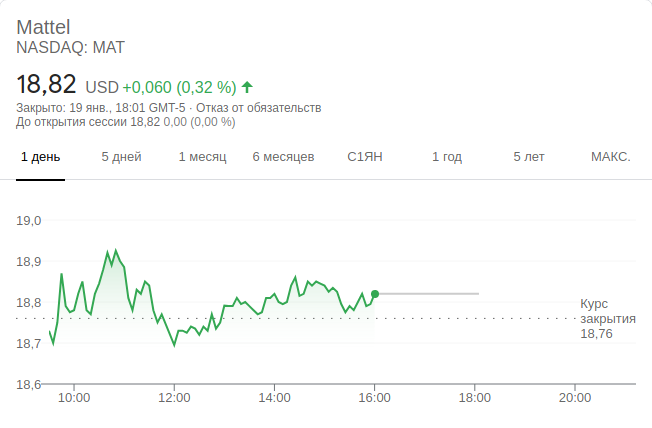 Mattel
NASDAQ: MAT
18,82 USD +0,060 (0,32 %)
Закрыто: 19 янв., 18:01 GMT-5 · Отказ от обязательств
До открытия сессии 18,82 0,00 (0,00 %)
1 день 5 дней 1 месяц 6 месяцев С1ЯН 1 год 5 лет МАКС.
19,0
18,9
18,8
Курс
закрытия
18,76
18,7
18,6
10:00 12:00 14:00 16:00 18:00 20:00